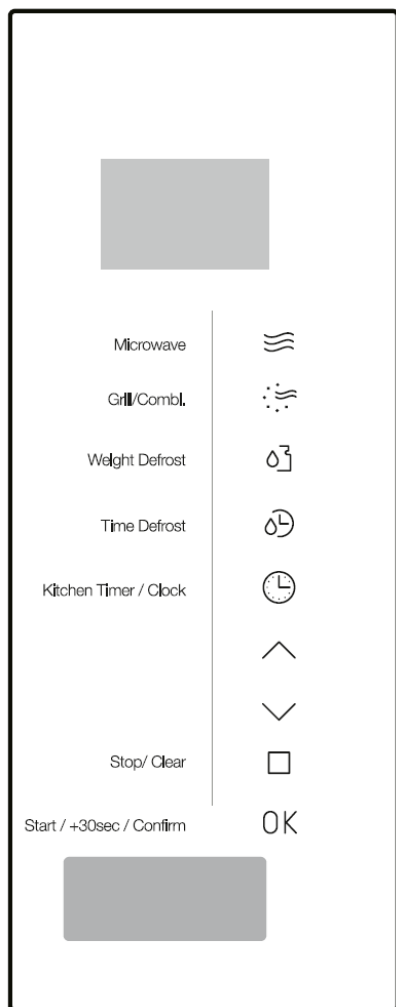 Microwave
Grill/Combi.
Weight Defrost
Time Defrost
Kitchen Timer / Clock
Stop/ Clear
Start / +30sec / Confirm OK